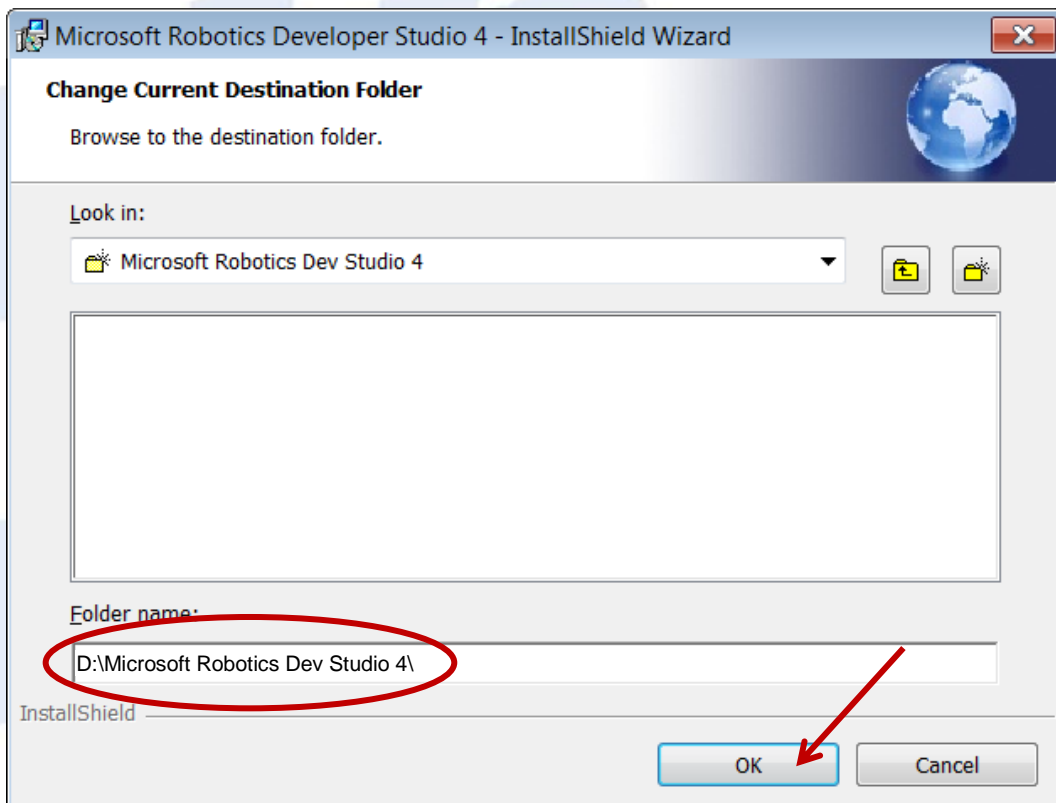 Microsoft Robotics Developer Studio 4 - InstallShield Wizard
Change Current Destination Folder
Browse to the destination folder.
Look in:
Microsoft Robotics Dev Studio 4
Folder name:
D:\Microsoft Robotics Dev Studio 4\
InstallShield
OK
Cancel